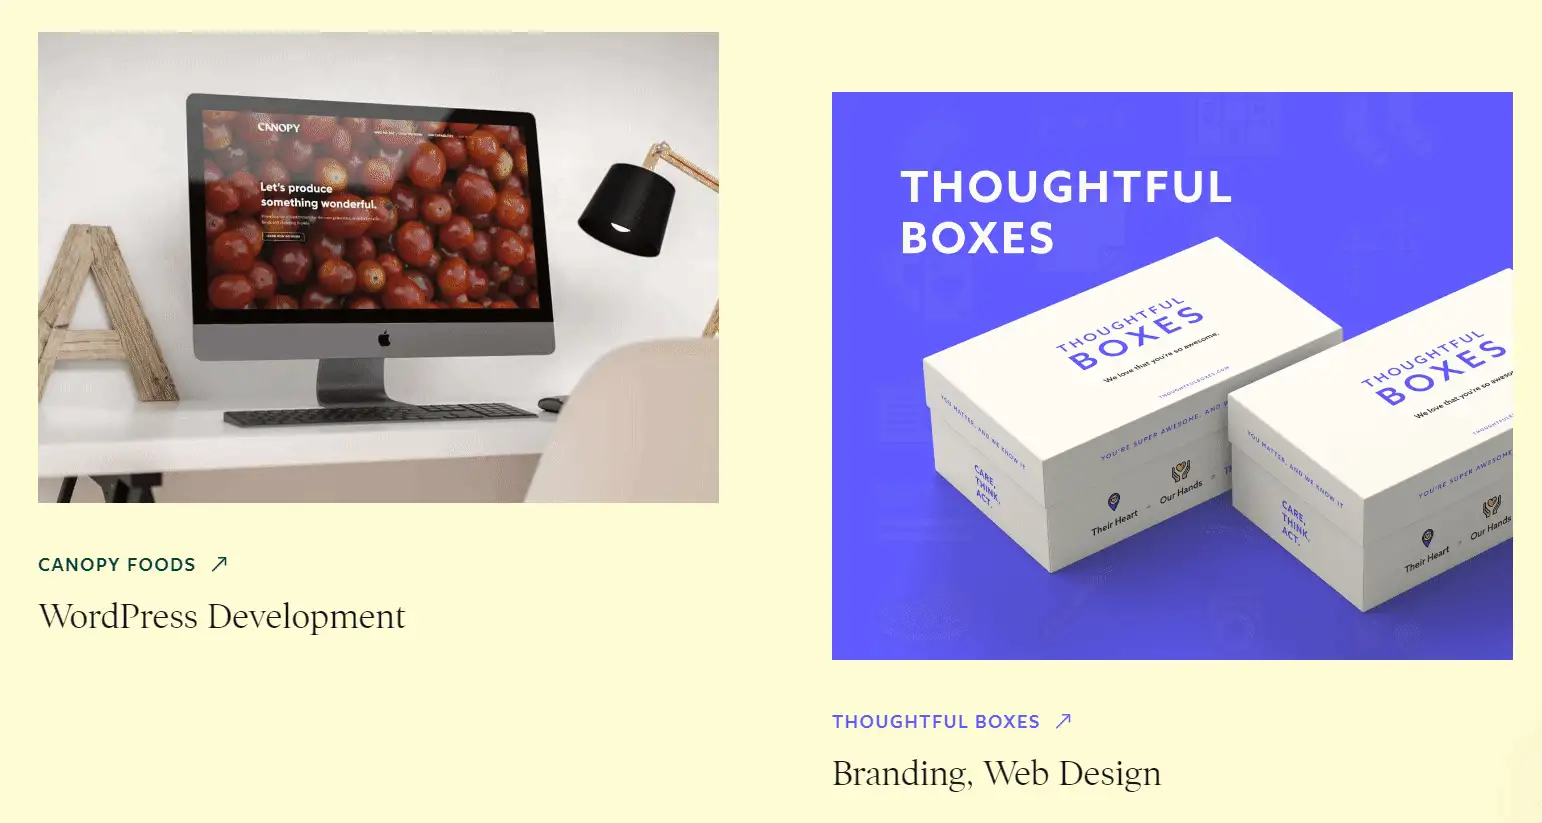 CANOPY
Let's produce
something wonderful.
CANOPY FOODS
WordPress Development
THOUGHTFUL
BOXES
THOUGHTFUL
BOXES
We love that you're so awesome.
THOUGHTFULBOXES.COM
YOU MATTER, AND WE KNOW IT
YOU'RE SUPER AWESOME, AND
CARE,
THINK,
ACT.
Their Heart
Our Hands
THOUGHTFUL
BOXES
We love that you're so
YOU MATTER, AND WE KNOW IT
YOU'RE SUPER AWESOME
CARE,
THINK,
ACT.
Their Heart
Our Hands
THOUGHTFUL BOXES
Branding, Web Design